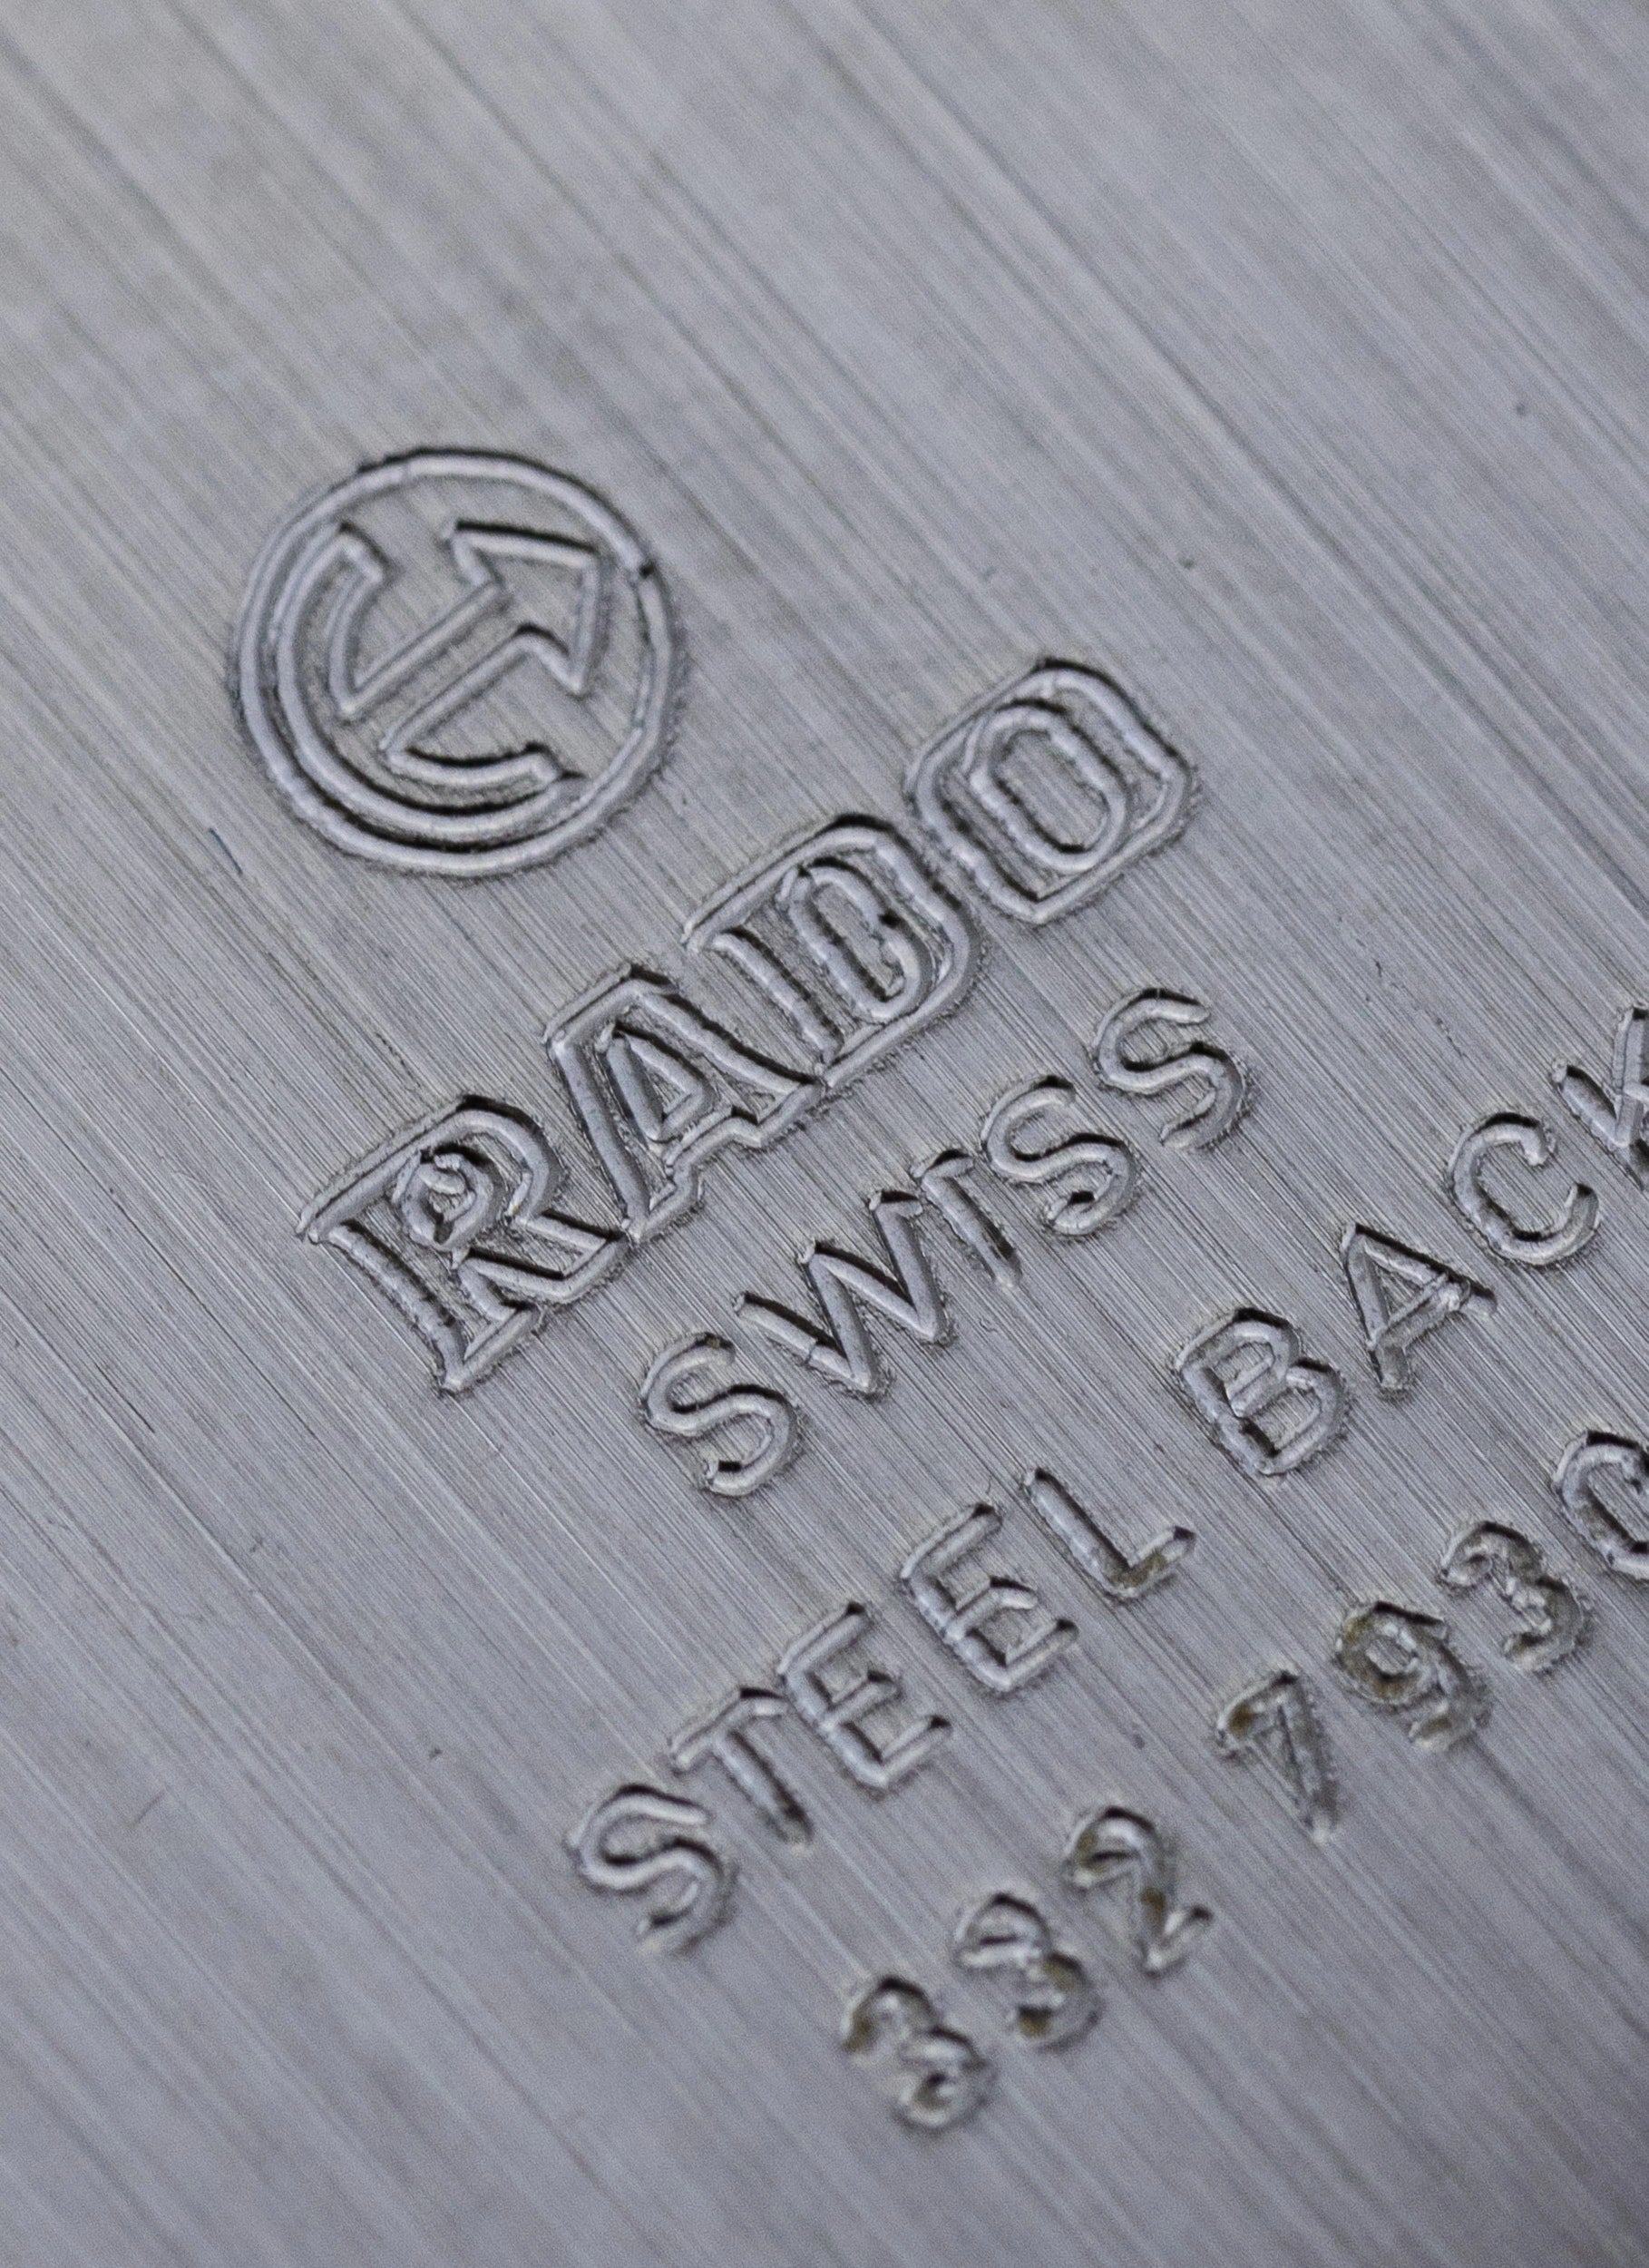 RADO
SWISS
STEEL BACK
332 793